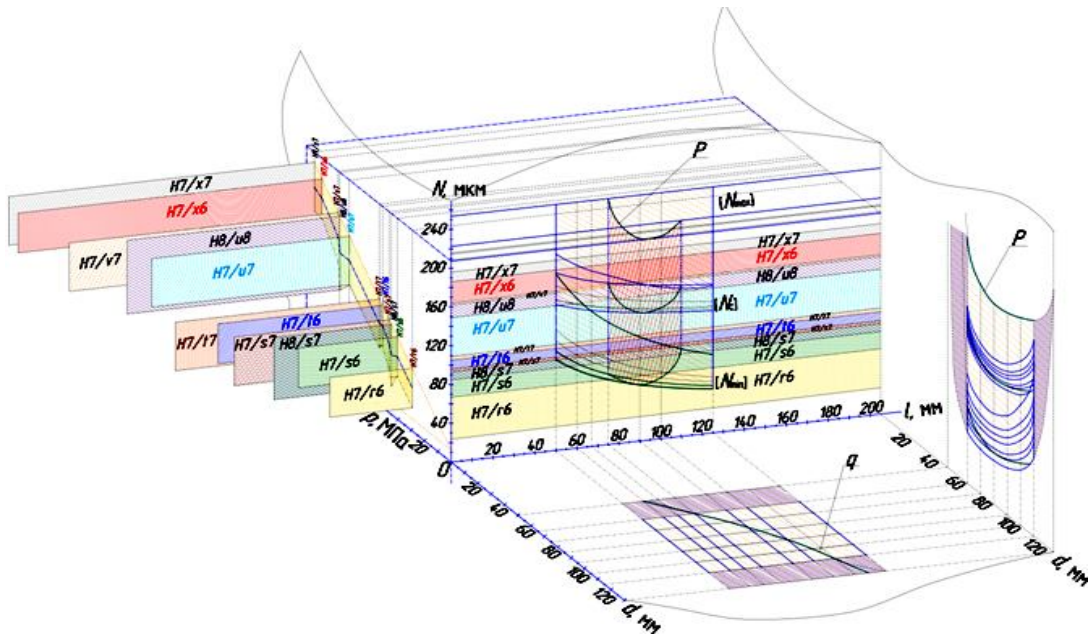 N, мкм
240
200
160
120
80
40
0
P
[Nmax]
[Nmin]
H7/x7
H7/x6
H7/v7
H8/u8
H7/u7
H7/t7
H7/t6
H7/s7
H8/s7
H7/s6
H7/r6
p, МПа
20
H7/x7
H7/x6
H8/u8
H7/u7
H7/t6
H8/s7
H7/s6
H7/r6
H7/x7
H7/x6
H8/u8
H7/u7
H7/t6
H8/s7
H7/s6
H7/r6
20 40 60 80 100 120 140 160 180 200
l, мм
P
20 40 60 80 100 120
d, мм
20 40 60 80 100 120
d, мм
q